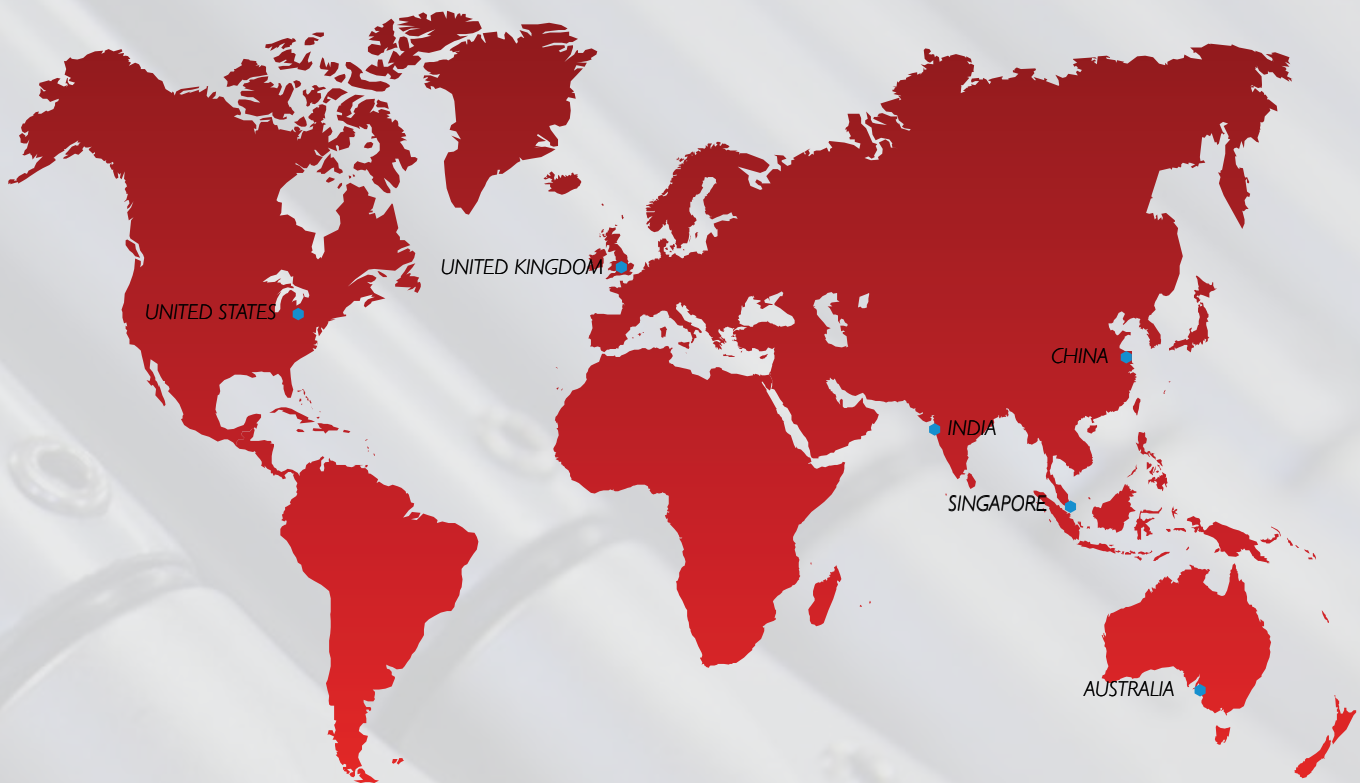 UNITED KINGDOM
UNITED STATES
CHINA
INDIA
SINGAPORE
AUSTRALIA